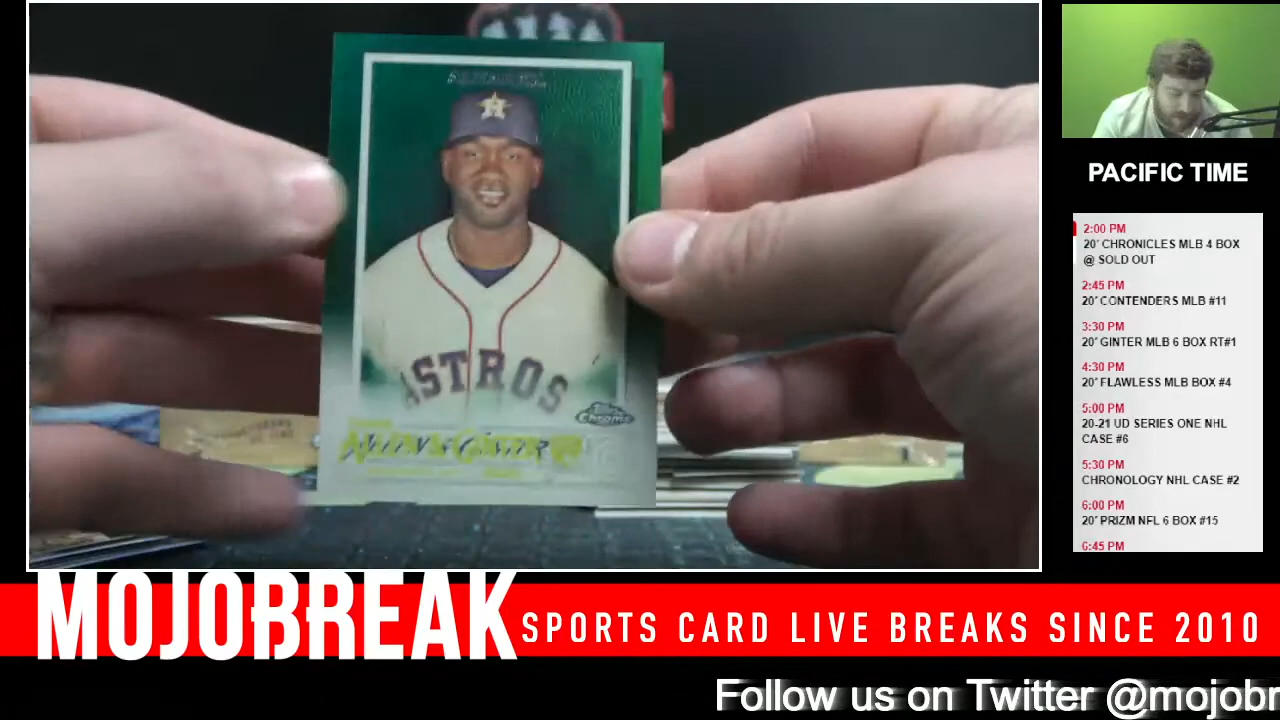 H
ASTROS
Topps
Chrome
ALLEN & GINTER
PACIFIC TIME
2:00 PM
20' CHRONICLES MLB 4 BOX
@ SOLD OUT
2:45 PM
20' CONTENDERS MLB #11
3:30 PM
20' GINTER MLB 6 BOX RT#1
4:30 PM
20' FLAWLESS MLB BOX #4
5:00 PM
20-21 UD SERIES ONE NHL
CASE #6
5:30 PM
CHRONOLOGY NHL CASE #2
6:00 PM
20' PRIZM NFL 6 BOX #15
6:45 PM
MOJOBREAK
SPORTS CARD LIVE BREAKS SINCE 2010
Follow us on Twitter @mojobr